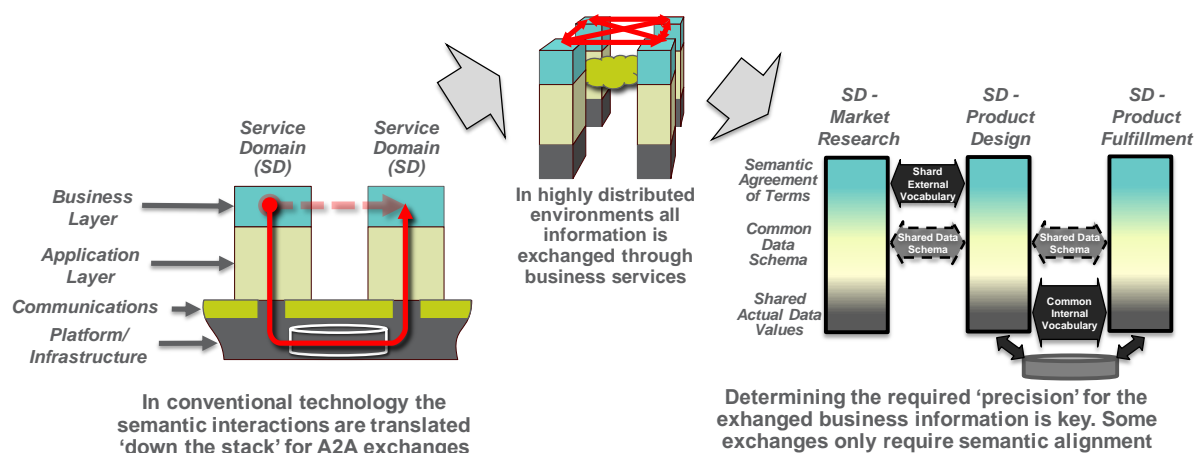 Service
Domain
(SD)
Service
Domain
(SD)
Business
Layer
Application
Layer
Communications
Platform/
Infrastructure
In conventional technology the
semantic interactions are translated
‘down the stack’ for A2A exchanges
In highly distributed
environments all
information is
exchanged through
business services
SD -
Market
Research
SD -
Product
Design
SD -
Product
Fulfillment
Semantic
Agreement
of Terms
Shard
External
Vocabulary
Common
Data
Schema
Shared Data
Schema
Shared Data
Schema
Shared
Actual Data
Values
Common
Internal
Vocabulary
Determining the required ‘precision’ for the
exhanged business information is key. Some
exchanges only require semantic alignment